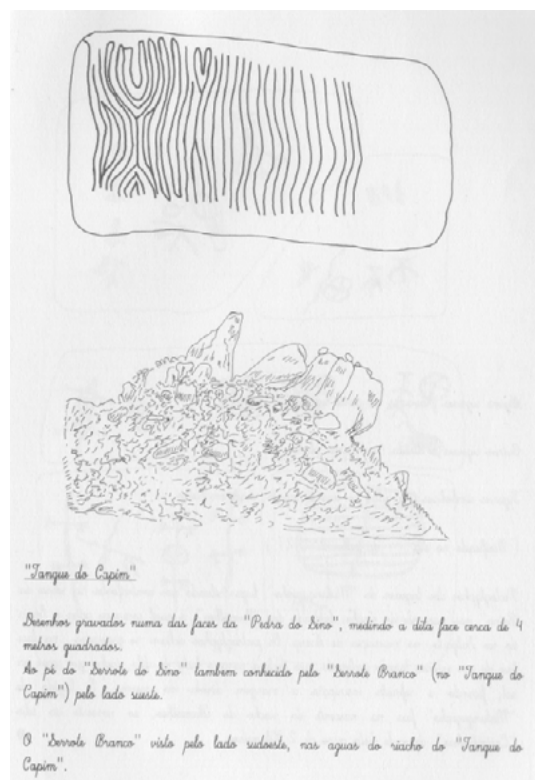 "Tanque do Capim"
Desenhos gravados numa das faces da "Pedra do Sino", medindo a dita face cerca de 4
metros quadrados.
Ao pé do "Serrote do Sino" tambem conhecido pelo "Serrote Branco" (no "Tanque do
Capim") pelo lado sueste.
O "Serrote Branco" visto pelo lado sudoeste, nas aguas do riacho do "Tanque do
Capim".